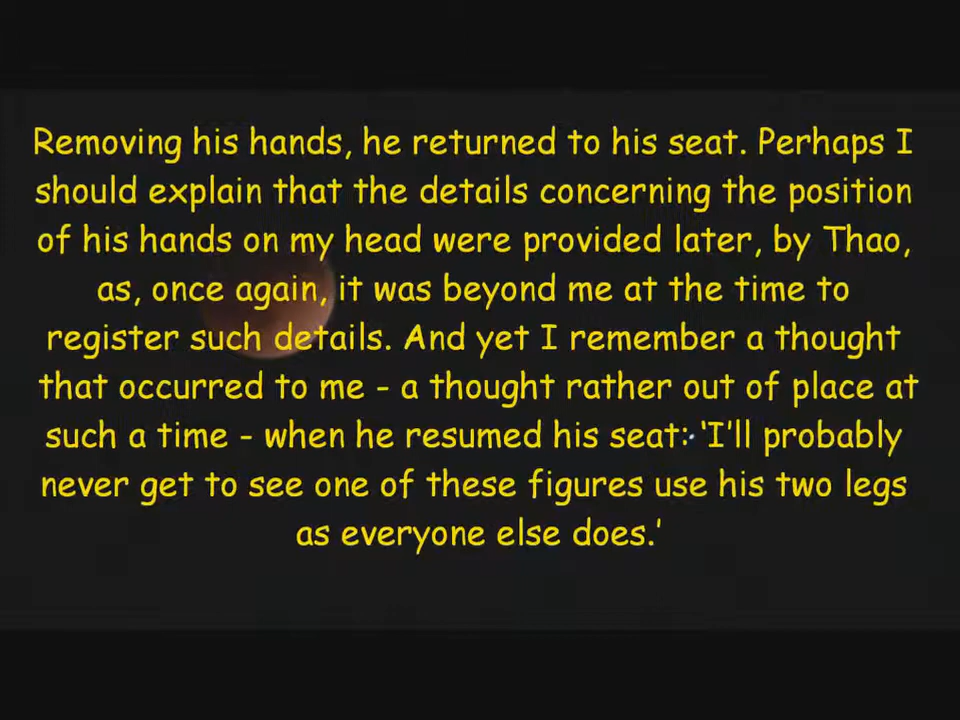 Removing his hands, he returned to his seat. Perhaps I
should explain that the details concerning the position
of his hands on my head were provided later, by Thao,
as, once again, it was beyond me at the time to
register such details. And yet I remember a thought
that occurred to me - a thought rather out of place at
such a time - when he resumed his seat: ‘I'll probably
never get to see one of these figures use his two legs
as everyone else does.’